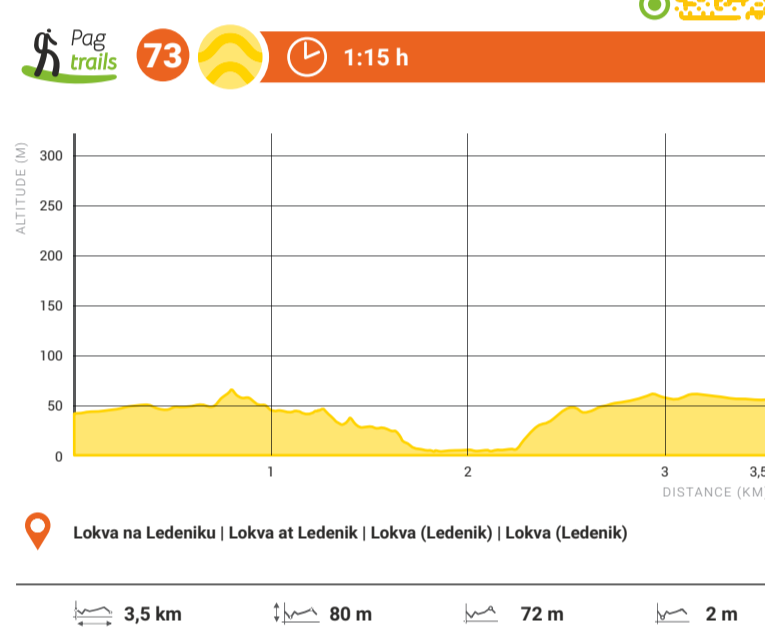 Pag
trails
73
1:15 h
ALTITUDE (M)
300
250
200
150
100
50
0
1
2
3
3,5
DISTANCE (KM)
Lokva na Ledeniku | Lokva at Ledenik | Lokva (Ledenik) | Lokva (Ledenik)
3,5 km
80 m
72 m
2 m